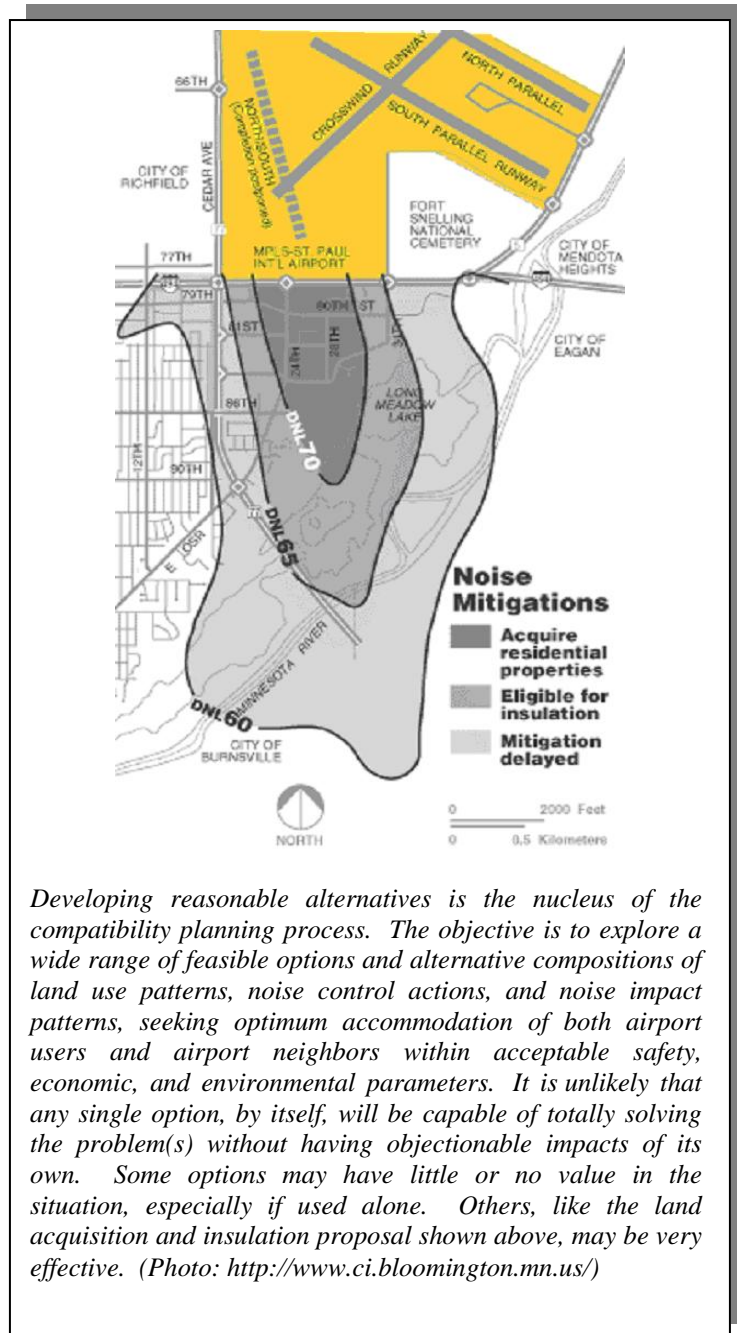 66TH
NORTH/SOUTH
(Completion postponed)
CROSSWIND RUNWAY
NORTH PARALLEL
SOUTH PARALLEL RUNWAY
CITY OF
RICHFIELD
CEDAR AVE
FORT
SNELLING
NATIONAL
CEMETERY
MPLS-ST. PAUL
INT'L AIRPORT
CITY OF
MENDOTA
HEIGHTS
77TH
79TH
80TH ST
81ST
CITY OF
EAGAN
24TH
28TH
LONG
MEADOW
LAKE
86TH
DNL70
12TH
90TH
DNL65
77
MINNESOTA RIVER
DNL60
CITY OF
BURNSVILLE
Noise
Mitigations
Acquire
residential
properties
Eligible for
insulation
Mitigation
delayed
NORTH
0 2000 Feet
0 0,5 Kilometers
Developing reasonable alternatives is the nucleus of the
compatibility planning process. The objective is to explore a
wide range of feasible options and alternative compositions of
land use patterns, noise control actions, and noise impact
patterns, seeking optimum accommodation of both airport
users and airport neighbors within acceptable safety,
economic, and environmental parameters. It is unlikely that
any single option, by itself, will be capable of totally solving
the problem(s) without having objectionable impacts of its
own. Some options may have little or no value in the
situation, especially if used alone. Others, like the land
acquisition and insulation proposal shown above, may be very
effective. (Photo: http://www.ci.bloomington.mn.us/)